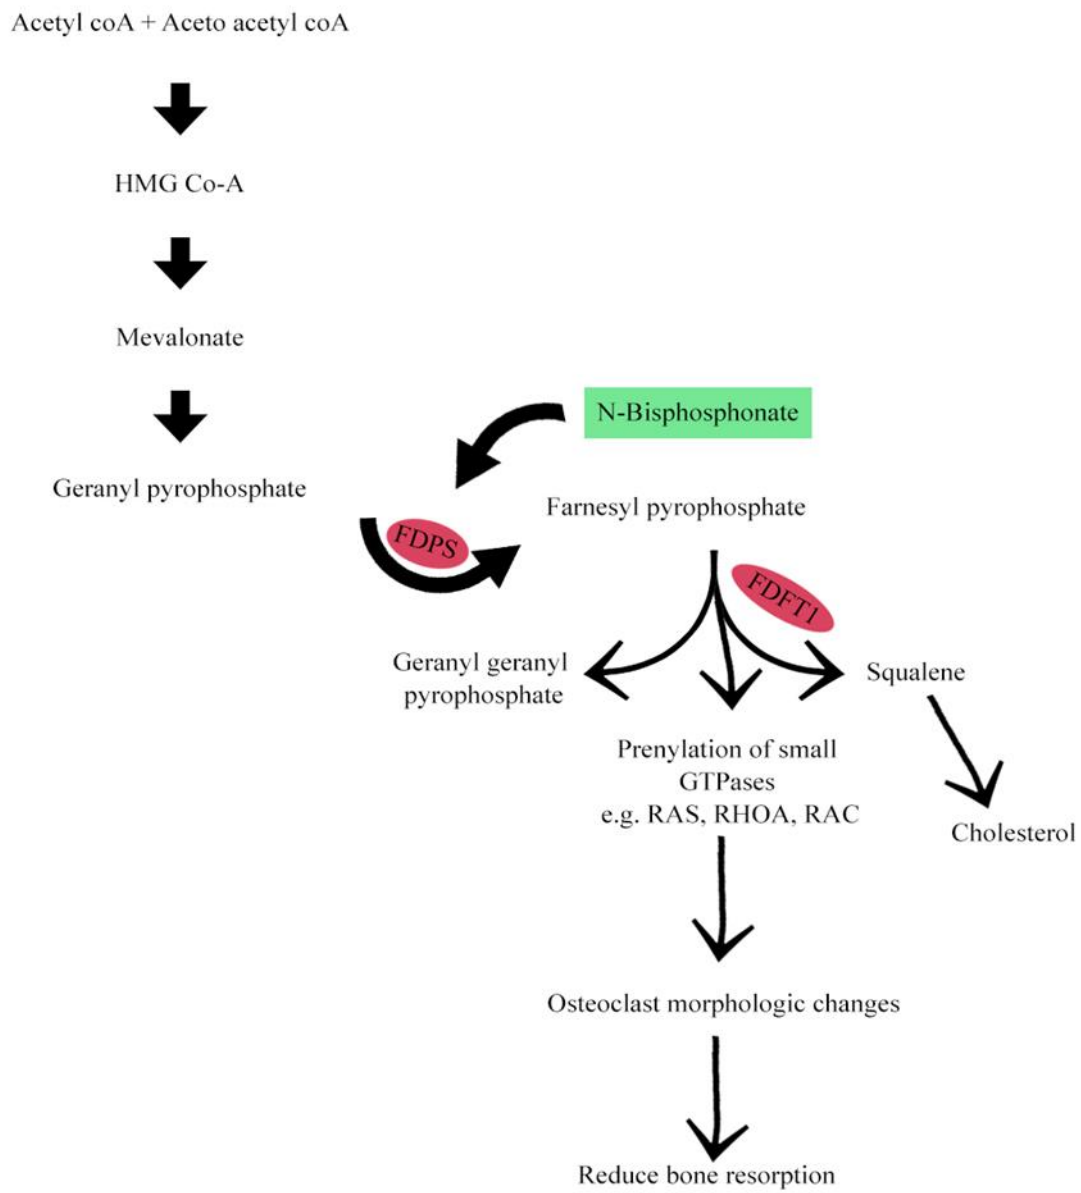 Acetyl coA + Aceto acetyl coA
HMG Co-A
Mevalonate
N-Bisphosphonate
Geranyl pyrophosphate
Farnesyl pyrophosphate
FDPS
FDFT1
Geranyl geranyl
pyrophosphate
Squalene
Prenylation of small
GTPases
e.g. RAS, RHOA, RAC
Cholesterol
Osteoclast morphologic changes
Reduce bone resorption